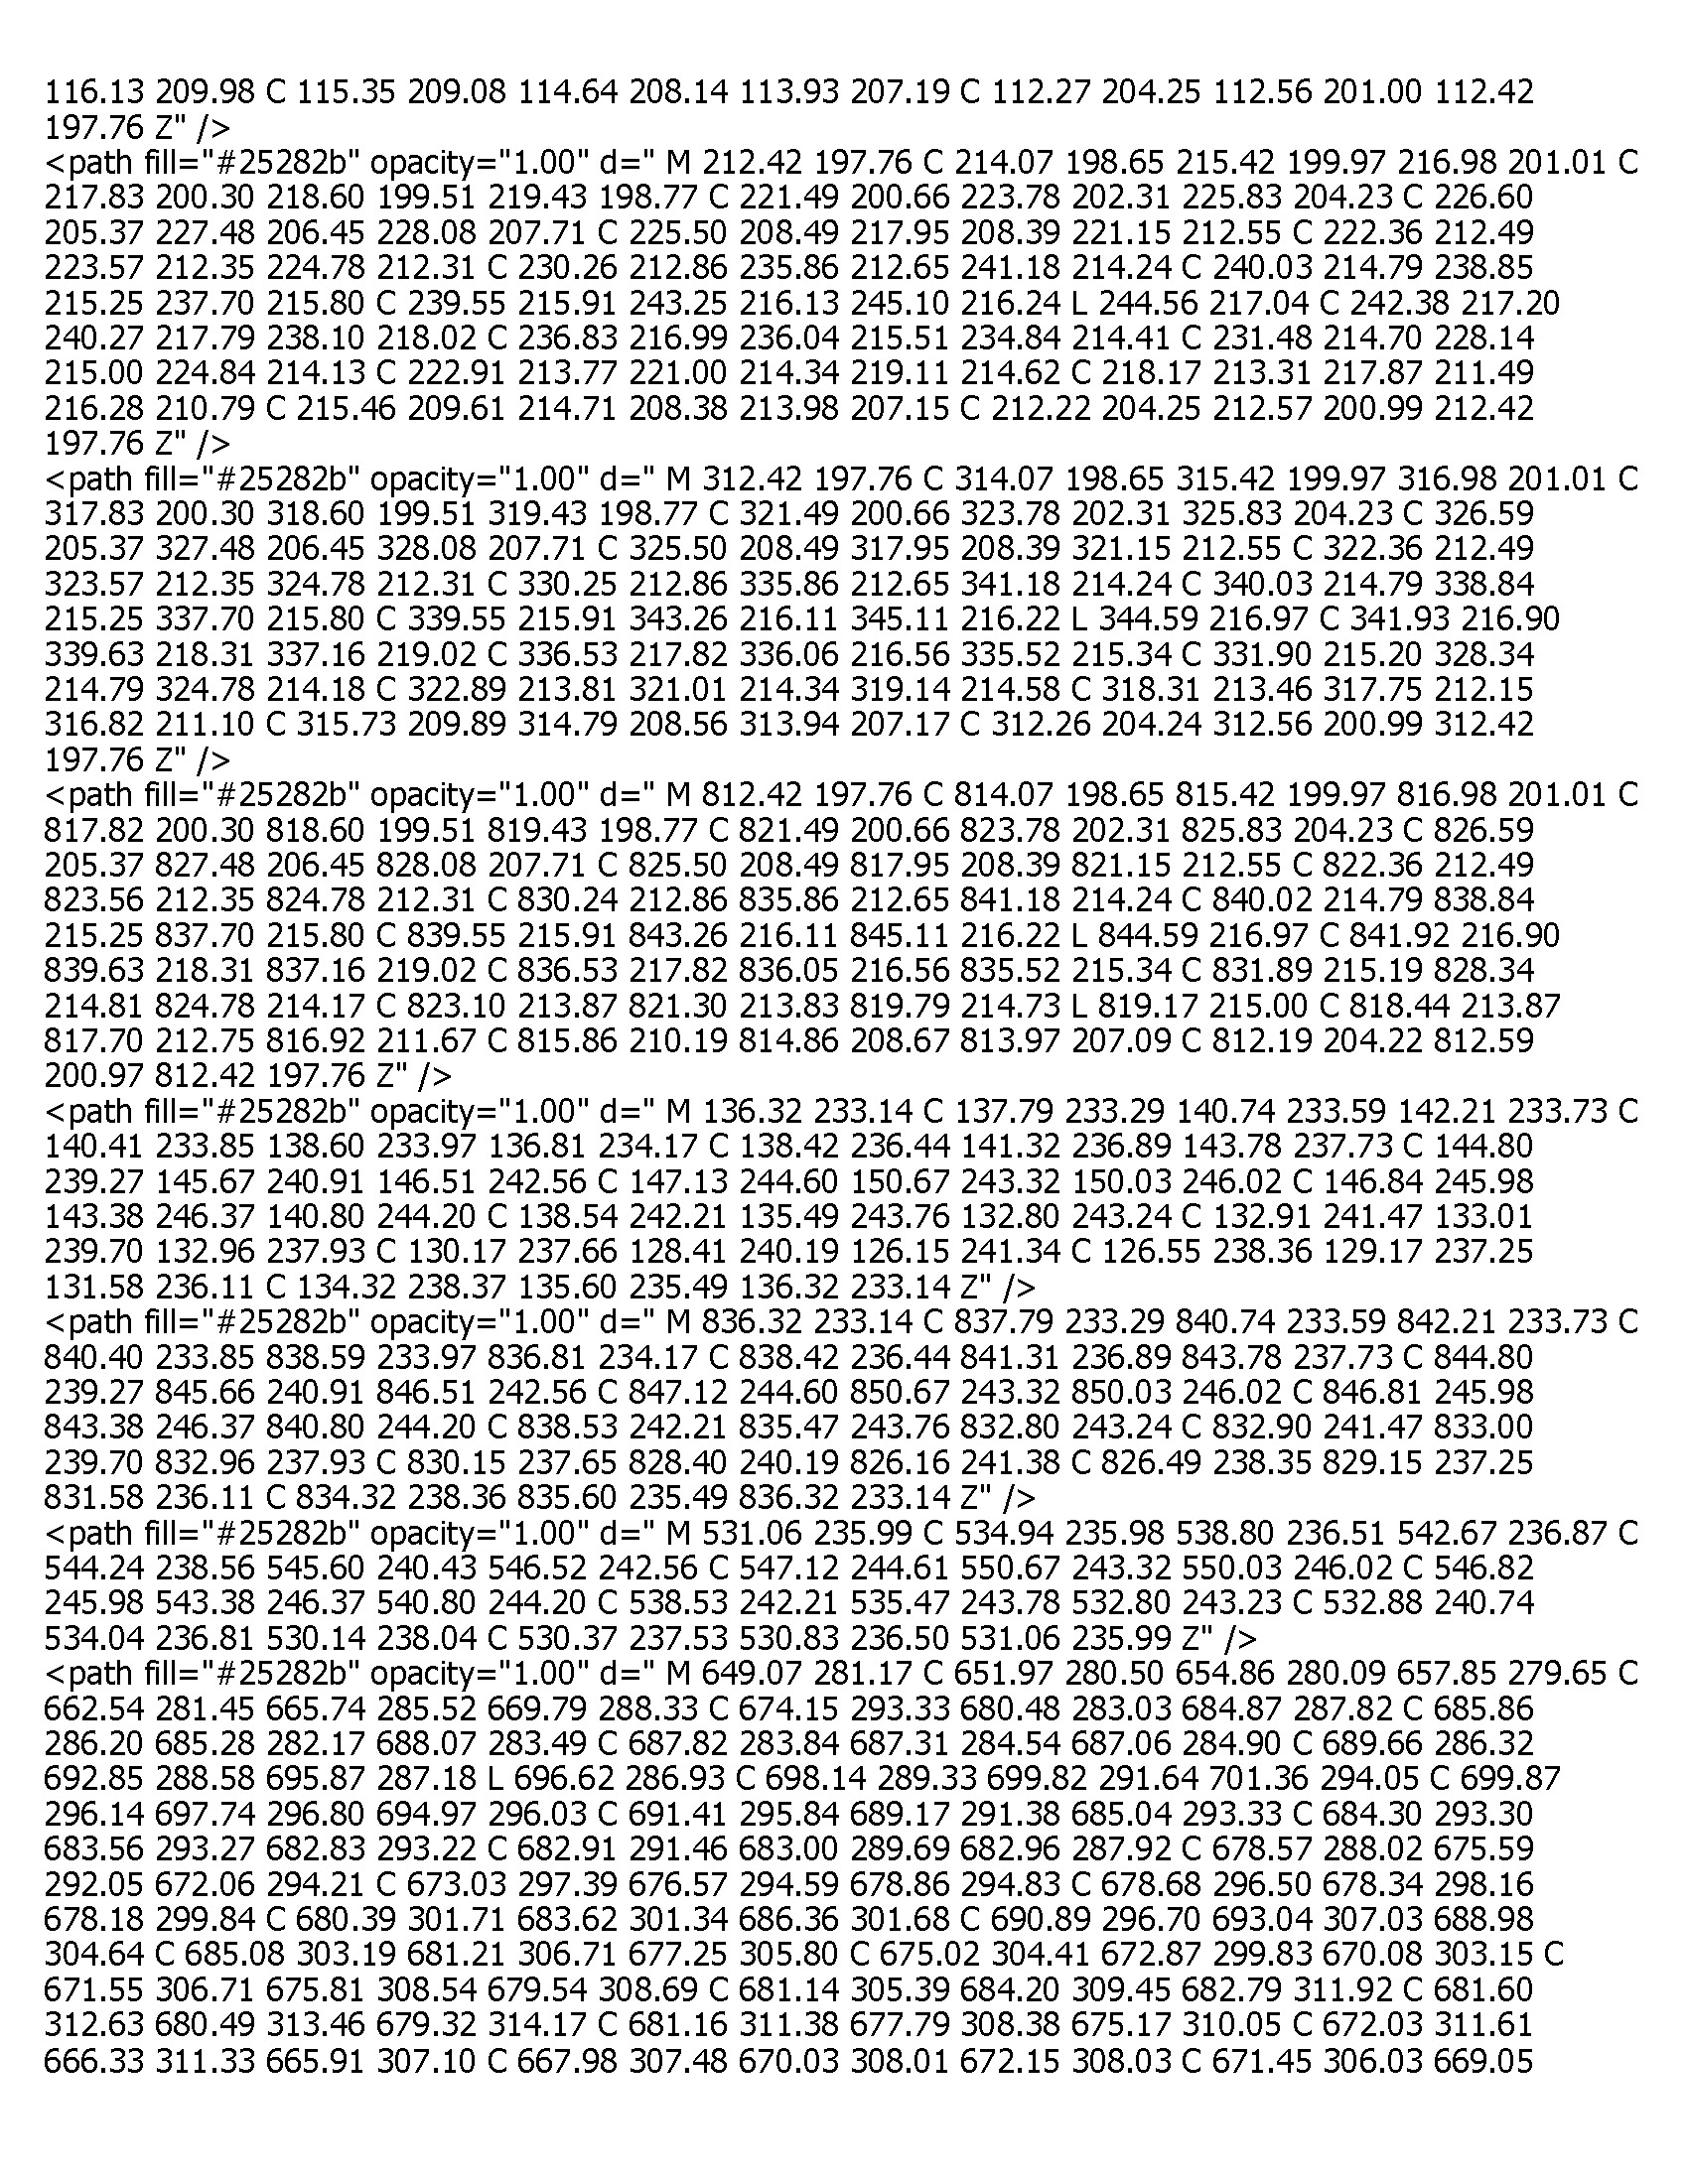 116.13 209.98 C 115.35 209.08 114.64 208.14 113.93 207.19 C 112.27 204.25 112.56 201.00 112.42
197.76 Z" />
<path fill="#25282b" opacity="1.00" d=" M 212.42 197.76 C 214.07 198.65 215.42 199.97 216.98 201.01 C
217.83 200.30 218.60 199.51 219.43 198.77 C 221.49 200.66 223.78 202.31 225.83 204.23 C 226.60
205.37 227.48 206.45 228.08 207.71 C 225.50 208.49 217.95 208.39 221.15 212.55 C 222.36 212.49
223.57 212.35 224.78 212.31 C 230.26 212.86 235.86 212.65 241.18 214.24 C 240.03 214.79 238.85
215.25 237.70 215.80 C 239.55 215.91 243.25 216.13 245.10 216.24 L 244.56 217.04 C 242.38 217.20
240.27 217.79 238.10 218.02 C 236.83 216.99 236.04 215.51 234.84 214.41 C 231.48 214.70 228.14
215.00 224.84 214.13 C 222.91 213.77 221.00 214.34 219.11 214.62 C 218.17 213.31 217.87 211.49
216.28 210.79 C 215.46 209.61 214.71 208.38 213.98 207.15 C 212.22 204.25 212.57 200.99 212.42
197.76 Z" />
<path fill="#25282b" opacity="1.00" d=" M 312.42 197.76 C 314.07 198.65 315.42 199.97 316.98 201.01 C
317.83 200.30 318.60 199.51 319.43 198.77 C 321.49 200.66 323.78 202.31 325.83 204.23 C 326.59
205.37 327.48 206.45 328.08 207.71 C 325.50 208.49 317.95 208.39 321.15 212.55 C 322.36 212.49
323.57 212.35 324.78 212.31 C 330.25 212.86 335.86 212.65 341.18 214.24 C 340.03 214.79 338.84
215.25 337.70 215.80 C 339.55 215.91 343.26 216.11 345.11 216.22 L 344.59 216.97 C 341.93 216.90
339.63 218.31 337.16 219.02 C 336.53 217.82 336.06 216.56 335.52 215.34 C 331.90 215.20 328.34
214.79 324.78 214.18 C 322.89 213.81 321.01 214.34 319.14 214.58 C 318.31 213.46 317.75 212.15
316.82 211.10 C 315.73 209.89 314.79 208.56 313.94 207.17 C 312.26 204.24 312.56 200.99 312.42
197.76 Z" />
<path fill="#25282b" opacity="1.00" d=" M 812.42 197.76 C 814.07 198.65 815.42 199.97 816.98 201.01 C
817.82 200.30 818.60 199.51 819.43 198.77 C 821.49 200.66 823.78 202.31 825.83 204.23 C 826.59
205.37 827.48 206.45 828.08 207.71 C 825.50 208.49 817.95 208.39 821.15 212.55 C 822.36 212.49
823.56 212.35 824.78 212.31 C 830.24 212.86 835.86 212.65 841.18 214.24 C 840.02 214.79 838.84
215.25 837.70 215.80 C 839.55 215.91 843.26 216.11 845.11 216.22 L 844.59 216.97 C 841.92 216.90
839.63 218.31 837.16 219.02 C 836.53 217.82 836.05 216.56 835.52 215.34 C 831.89 215.19 828.34
214.81 824.78 214.17 C 823.10 213.87 821.30 213.83 819.79 214.73 L 819.17 215.00 C 818.44 213.87
817.70 212.75 816.92 211.67 C 815.86 210.19 814.86 208.67 813.97 207.09 C 812.19 204.22 812.59
200.97 812.42 197.76 Z" />
<path fill="#25282b" opacity="1.00" d=" M 136.32 233.14 C 137.79 233.29 140.74 233.59 142.21 233.73 C
140.41 233.85 138.60 233.97 136.81 234.17 C 138.42 236.44 141.32 236.89 143.78 237.73 C 144.80
239.27 145.67 240.91 146.51 242.56 C 147.13 244.60 150.67 243.32 150.03 246.02 C 146.84 245.98
143.38 246.37 140.80 244.20 C 138.54 242.21 135.49 243.76 132.80 243.24 C 132.91 241.47 133.01
239.70 132.96 237.93 C 130.17 237.66 128.41 240.19 126.15 241.34 C 126.55 238.36 129.17 237.25
131.58 236.11 C 134.32 238.37 135.60 235.49 136.32 233.14 Z" />
<path fill="#25282b" opacity="1.00" d=" M 836.32 233.14 C 837.79 233.29 840.74 233.59 842.21 233.73 C
840.40 233.85 838.59 233.97 836.81 234.17 C 838.42 236.44 841.31 236.89 843.78 237.73 C 844.80
239.27 845.66 240.91 846.51 242.56 C 847.12 244.60 850.67 243.32 850.03 246.02 C 846.81 245.98
843.38 246.37 840.80 244.20 C 838.53 242.21 835.47 243.76 832.80 243.24 C 832.90 241.47 833.00
239.70 832.96 237.93 C 830.15 237.65 828.40 240.19 826.16 241.38 C 826.49 238.35 829.15 237.25
831.58 236.11 C 834.32 238.36 835.60 235.49 836.32 233.14 Z" />
<path fill="#25282b" opacity="1.00" d=" M 531.06 235.99 C 534.94 235.98 538.80 236.51 542.67 236.87 C
544.24 238.56 545.60 240.43 546.52 242.56 C 547.12 244.61 550.67 243.32 550.03 246.02 C 546.82
245.98 543.38 246.37 540.80 244.20 C 538.53 242.21 535.47 243.78 532.80 243.23 C 532.88 240.74
534.04 236.81 530.14 238.04 C 530.37 237.53 530.83 236.50 531.06 235.99 Z" />
<path fill="#25282b" opacity="1.00" d=" M 649.07 281.17 C 651.97 280.50 654.86 280.09 657.85 279.65 C
662.54 281.45 665.74 285.52 669.79 288.33 C 674.15 293.33 680.48 283.03 684.87 287.82 C 685.86
286.20 685.28 282.17 688.07 283.49 C 687.82 283.84 687.31 284.54 687.06 284.90 C 689.66 286.32
692.85 288.58 695.87 287.18 L 696.62 286.93 C 698.14 289.33 699.82 291.64 701.36 294.05 C 699.87
296.14 697.74 296.80 694.97 296.03 C 691.41 295.84 689.17 291.38 685.04 293.33 C 684.30 293.30
683.56 293.27 682.83 293.22 C 682.91 291.46 683.00 289.69 682.96 287.92 C 678.57 288.02 675.59
292.05 672.06 294.21 C 673.03 297.39 676.57 294.59 678.86 294.83 C 678.68 296.50 678.34 298.16
678.18 299.84 C 680.39 301.71 683.62 301.34 686.36 301.68 C 690.89 296.70 693.04 307.03 688.98
304.64 C 685.08 303.19 681.21 306.71 677.25 305.80 C 675.02 304.41 672.87 299.83 670.08 303.15 C
671.55 306.71 675.81 308.54 679.54 308.69 C 681.14 305.39 684.20 309.45 682.79 311.92 C 681.60
312.63 680.49 313.46 679.32 314.17 C 681.16 311.38 677.79 308.38 675.17 310.05 C 672.03 311.61
666.33 311.33 665.91 307.10 C 667.98 307.48 670.03 308.01 672.15 308.03 C 671.45 306.03 669.05